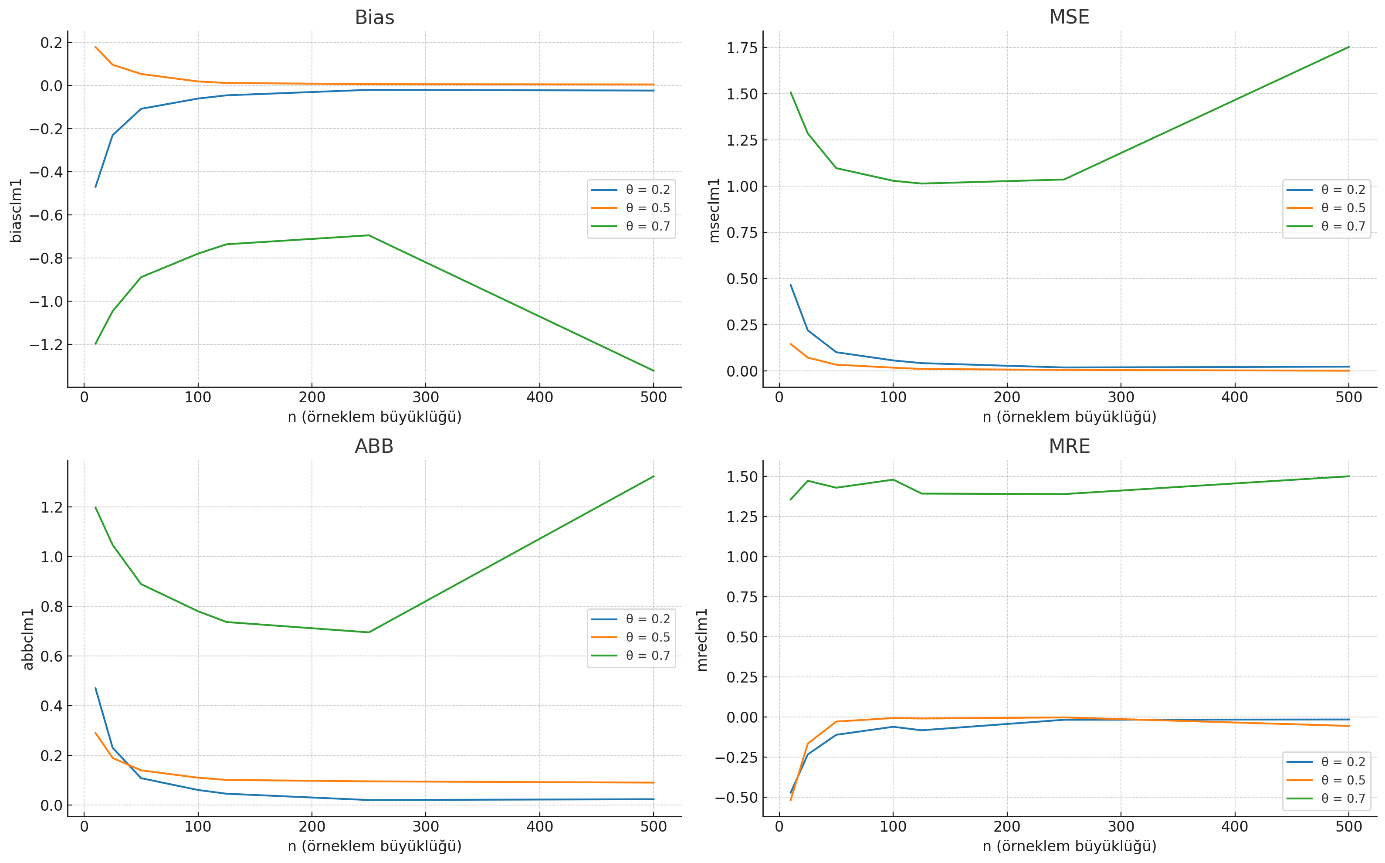 Bias
biasclm1
0.2
0.0
−0.2
−0.4
−0.6
−0.8
−1.0
−1.2
θ = 0.2
θ = 0.5
θ = 0.7
0 100 200 300 400 500
n (örneklem büyüklüğü)
MSE
mseclm1
1.75
1.50
1.25
1.00
0.75
0.50
0.25
0.00
θ = 0.2
θ = 0.5
θ = 0.7
0 100 200 300 400 500
n (örneklem büyüklüğü)
ABB
abbclm1
1.2
1.0
0.8
0.6
0.4
0.2
0.0
θ = 0.2
θ = 0.5
θ = 0.7
0 100 200 300 400 500
n (örneklem büyüklüğü)
MRE
mreclm1
1.50
1.25
1.00
0.75
0.50
0.25
0.00
−0.25
−0.50
θ = 0.2
θ = 0.5
θ = 0.7
0 100 200 300 400 500
n (örneklem büyüklüğü)